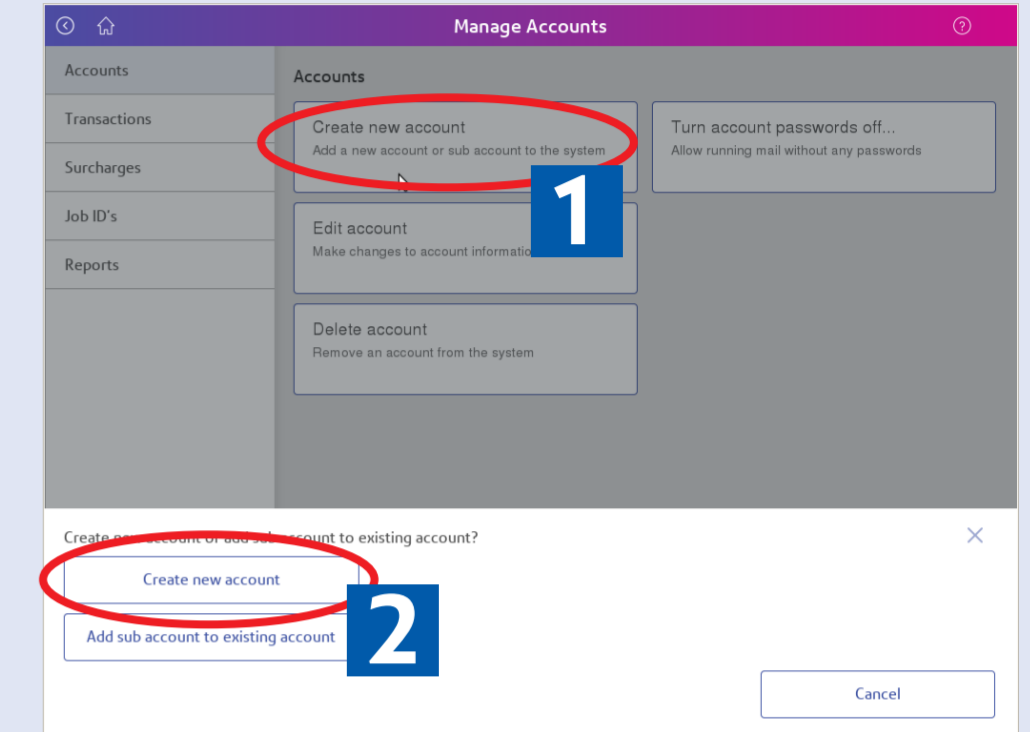 Manage Accounts
Accounts
Transactions
Surcharges
Job ID's
Reports
Accounts
Create new account
Add a new account or sub account to the system
Turn account passwords off...
Allow running mail without any passwords
1
Edit account
Make changes to account informatio
Delete account
Remove an account from the system
Create new account or add sub account to existing account?
Create new account
2
Add sub account to existing account
Cancel